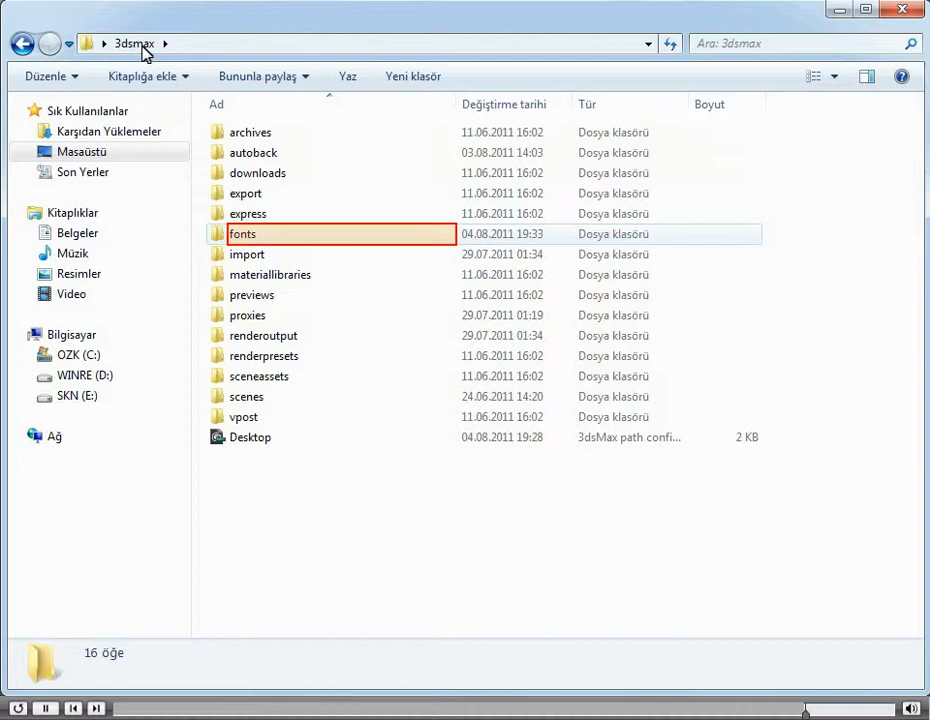 3dsmax
Ara: 3dsmax
Düzenle Kitaplığa ekle Bununla paylaş Yaz Yeni klasör
Sık Kullanılanlar
Karşıdan Yüklemeler
Masaüstü
Son Yerler
Kitaplıklar
Belgeler
Müzik
Resimler
Video
Bilgisayar
OZK (C:)
WINRE (D:)
SKN (E:)
Ağ
Ad Değiştirme tarihi Tür Boyut
archives 11.06.2011 16:02 Dosya klasörü
autoback 03.08.2011 14:03 Dosya klasörü
downloads 11.06.2011 16:02 Dosya klasörü
export 11.06.2011 16:02 Dosya klasörü
express 11.06.2011 16:02 Dosya klasörü
fonts 04.08.2011 19:33 Dosya klasörü
import 29.07.2011 01:34 Dosya klasörü
materiallibraries 11.06.2011 16:02 Dosya klasörü
previews 11.06.2011 16:02 Dosya klasörü
proxies 29.07.2011 01:19 Dosya klasörü
renderoutput 29.07.2011 01:34 Dosya klasörü
renderpresets 11.06.2011 16:02 Dosya klasörü
sceneassets 11.06.2011 16:02 Dosya klasörü
scenes 24.06.2011 14:20 Dosya klasörü
vpost 11.06.2011 16:02 Dosya klasörü
Desktop 04.08.2011 19:28 3dsMax path confi... 2 KB
16 öğe